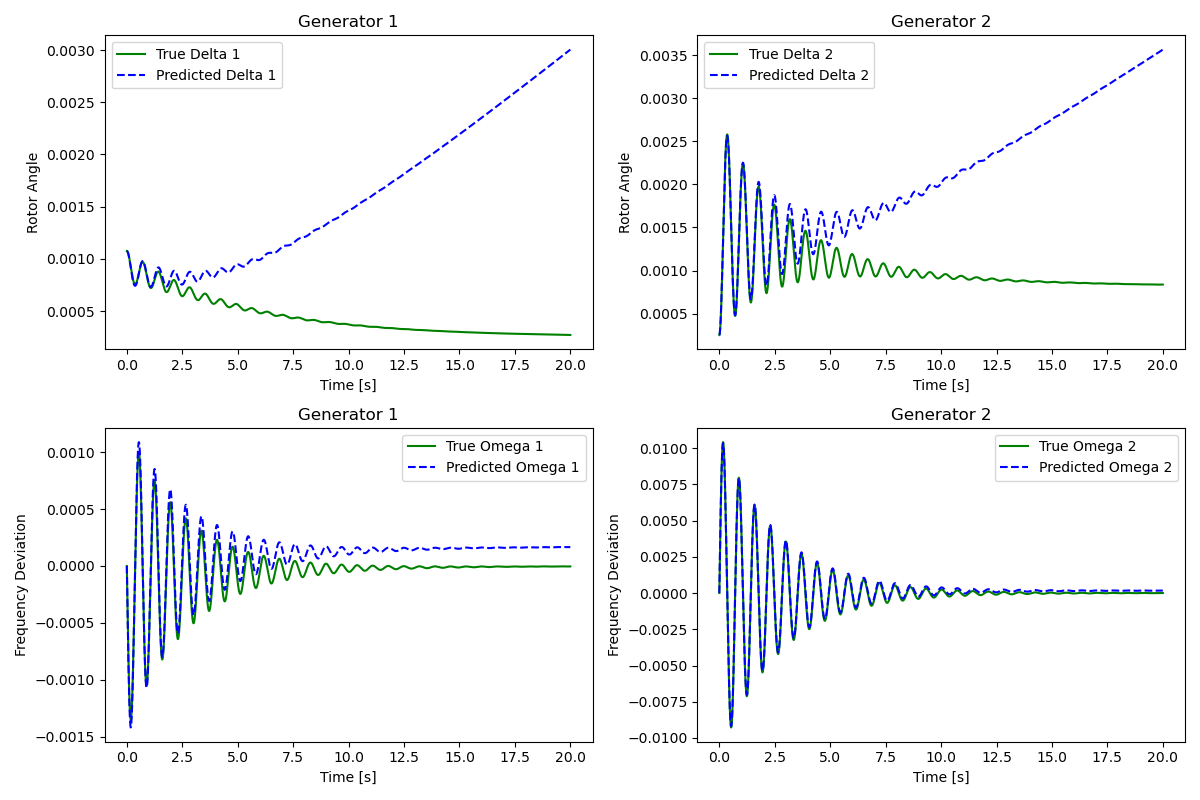 Generator 1
True Delta 1
Predicted Delta 1
Rotor Angle
0.0030
0.0025
0.0020
0.0015
0.0010
0.0005
0.0 2.5 5.0 7.5 10.0 12.5 15.0 17.5 20.0
Time [s]
Generator 2
True Delta 2
Predicted Delta 2
Rotor Angle
0.0035
0.0030
0.0025
0.0020
0.0015
0.0010
0.0005
0.0 2.5 5.0 7.5 10.0 12.5 15.0 17.5 20.0
Time [s]
Generator 1
True Omega 1
Predicted Omega 1
Frequency Deviation
0.0010
0.0005
0.0000
−0.0005
−0.0010
−0.0015
0.0 2.5 5.0 7.5 10.0 12.5 15.0 17.5 20.0
Time [s]
Generator 2
True Omega 2
Predicted Omega 2
Frequency Deviation
0.0100
0.0075
0.0050
0.0025
0.0000
−0.0025
−0.0050
−0.0075
−0.0100
0.0 2.5 5.0 7.5 10.0 12.5 15.0 17.5 20.0
Time [s]